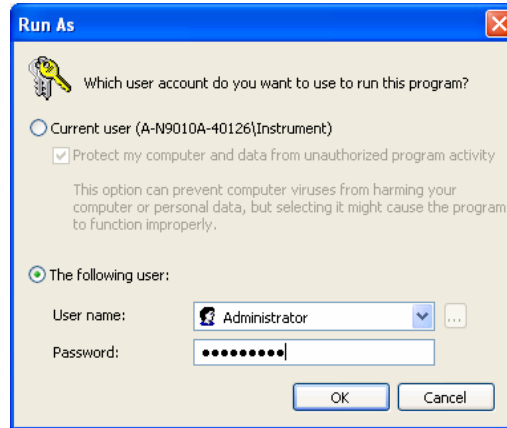 Run As
Which user account do you want to use to run this program?
Current user (A-N9010A-40126\Instrument)
Protect my computer and data from unauthorized program activity
This option can prevent computer viruses from harming your
computer or personal data, but selecting it might cause the program
to function improperly.
The following user:
User name:
Administrator
...
Password:
●●●●●●●●●
OK
Cancel